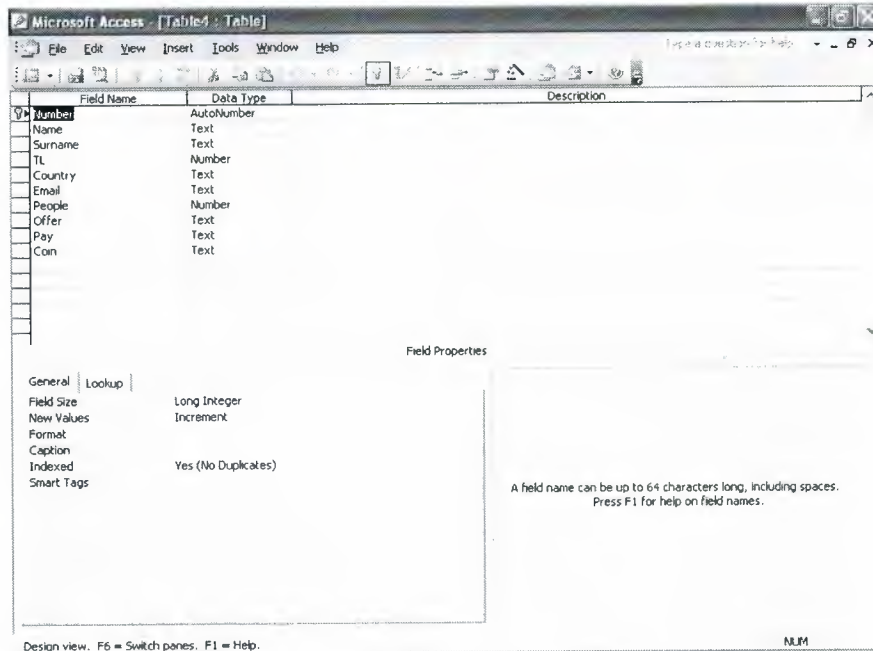 Microsoft Access - [Table4 : Table]
File Edit View Insert Tools Window Help
Type a question for help
Field Name Data Type Description
Number AutoNumber
Name Text
Surname Text
TL Number
Country Text
Email Text
People Number
Offer Text
Pay Text
Coin Text
Field Properties
General Lookup
Field Size Long Integer
New Values Increment
Format
Caption
Indexed Yes (No Duplicates)
Smart Tags
A field name can be up to 64 characters long, including spaces.
Press F1 for help on field names.
Design view. F6 = Switch panes. F1 = Help.
NUM